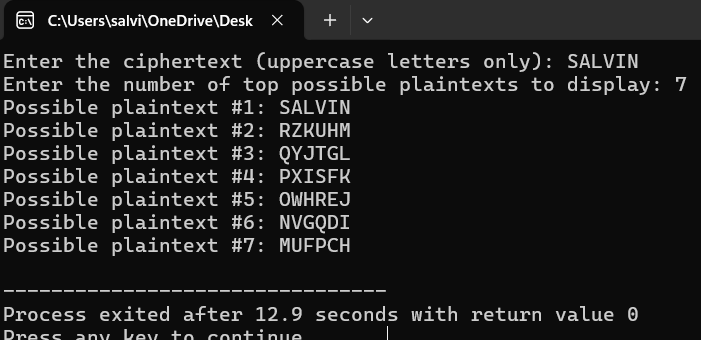 C:\Users\salvi\OneDrive\Desk
Enter the ciphertext (uppercase letters only): SALVIN
Enter the number of top possible plaintexts to display: 7
Possible plaintext #1: SALVIN
Possible plaintext #2: RZKUHM
Possible plaintext #3: QYJTGL
Possible plaintext #4: PXISFK
Possible plaintext #5: OWHREJ
Possible plaintext #6: NVGQDI
Possible plaintext #7: MUFPCH
--------------------------------
Process exited after 12.9 seconds with return value 0
Press any key to continue